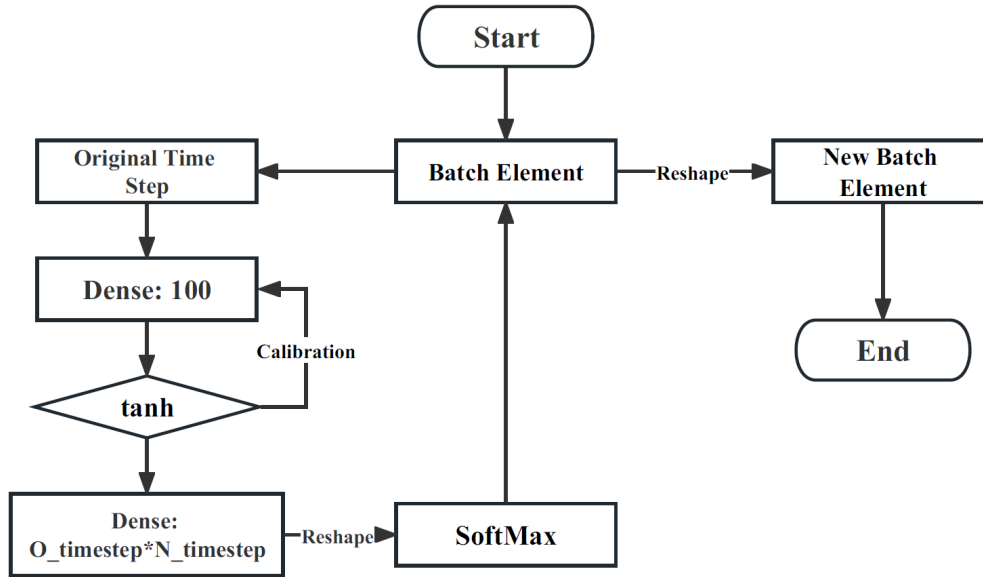 Start
Original Time
Step
Batch Element
Reshape
New Batch
Element
Dense: 100
Calibration
End
tanh
Dense:
O_timestep*N_timestep
Reshape
SoftMax